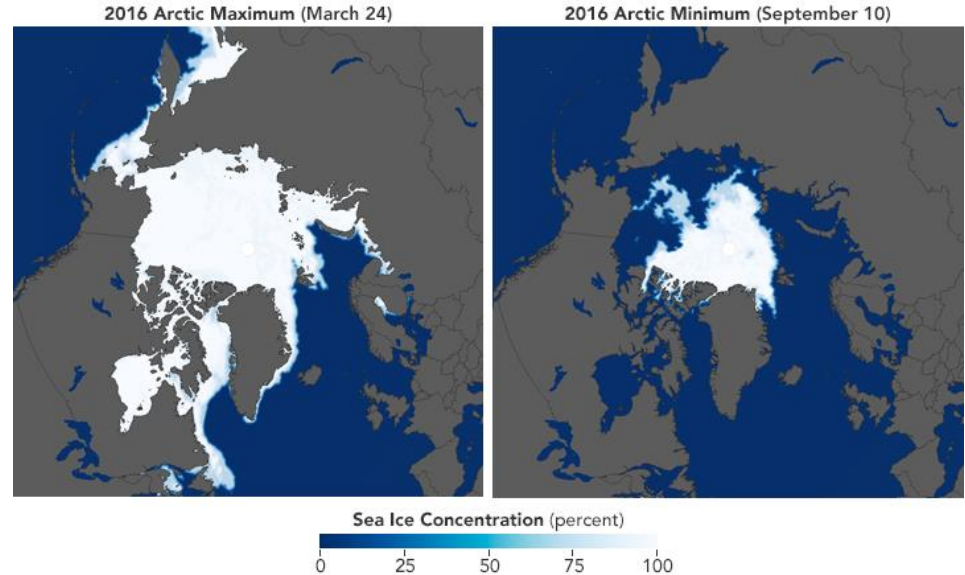 2016 Arctic Maximum (March 24)
2016 Arctic Minimum (September 10)
Sea Ice Concentration (percent)
0 25 50 75 100